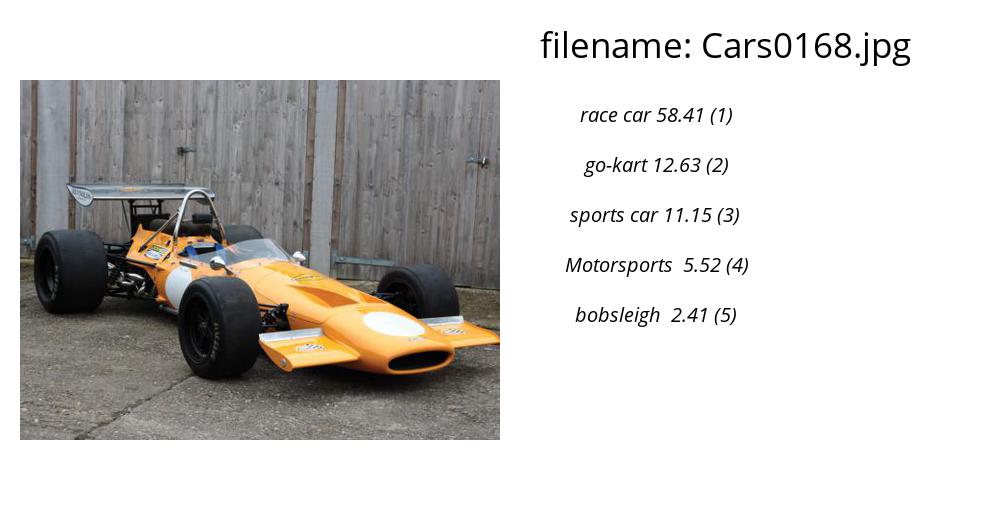 filename: Cars0168.jpg
race car 58.41 (1)
go-kart 12.63 (2)
sports car 11.15 (3)
Motorsports  5.52 (4)
bobsleigh  2.41 (5)